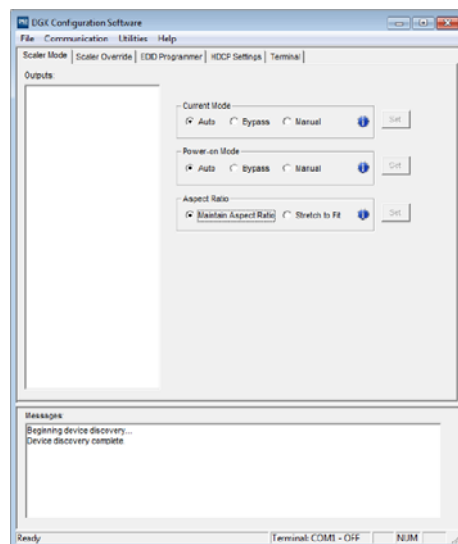 DGX Configuration Software
File Communication Utilities Help
Scaler Mode Scaler Override EDID Programmer HDCP Settings Terminal
Outputs:
Current Mode
Auto Bypass Manual Set
Power-on Mode
Auto Bypass Manual Set
Aspect Ratio
Maintain Aspect Ratio Stretch to Fit Set
Messages:
Beginning device discovery...
Device discovery complete
Ready Terminal: COM1 - OFF NUM